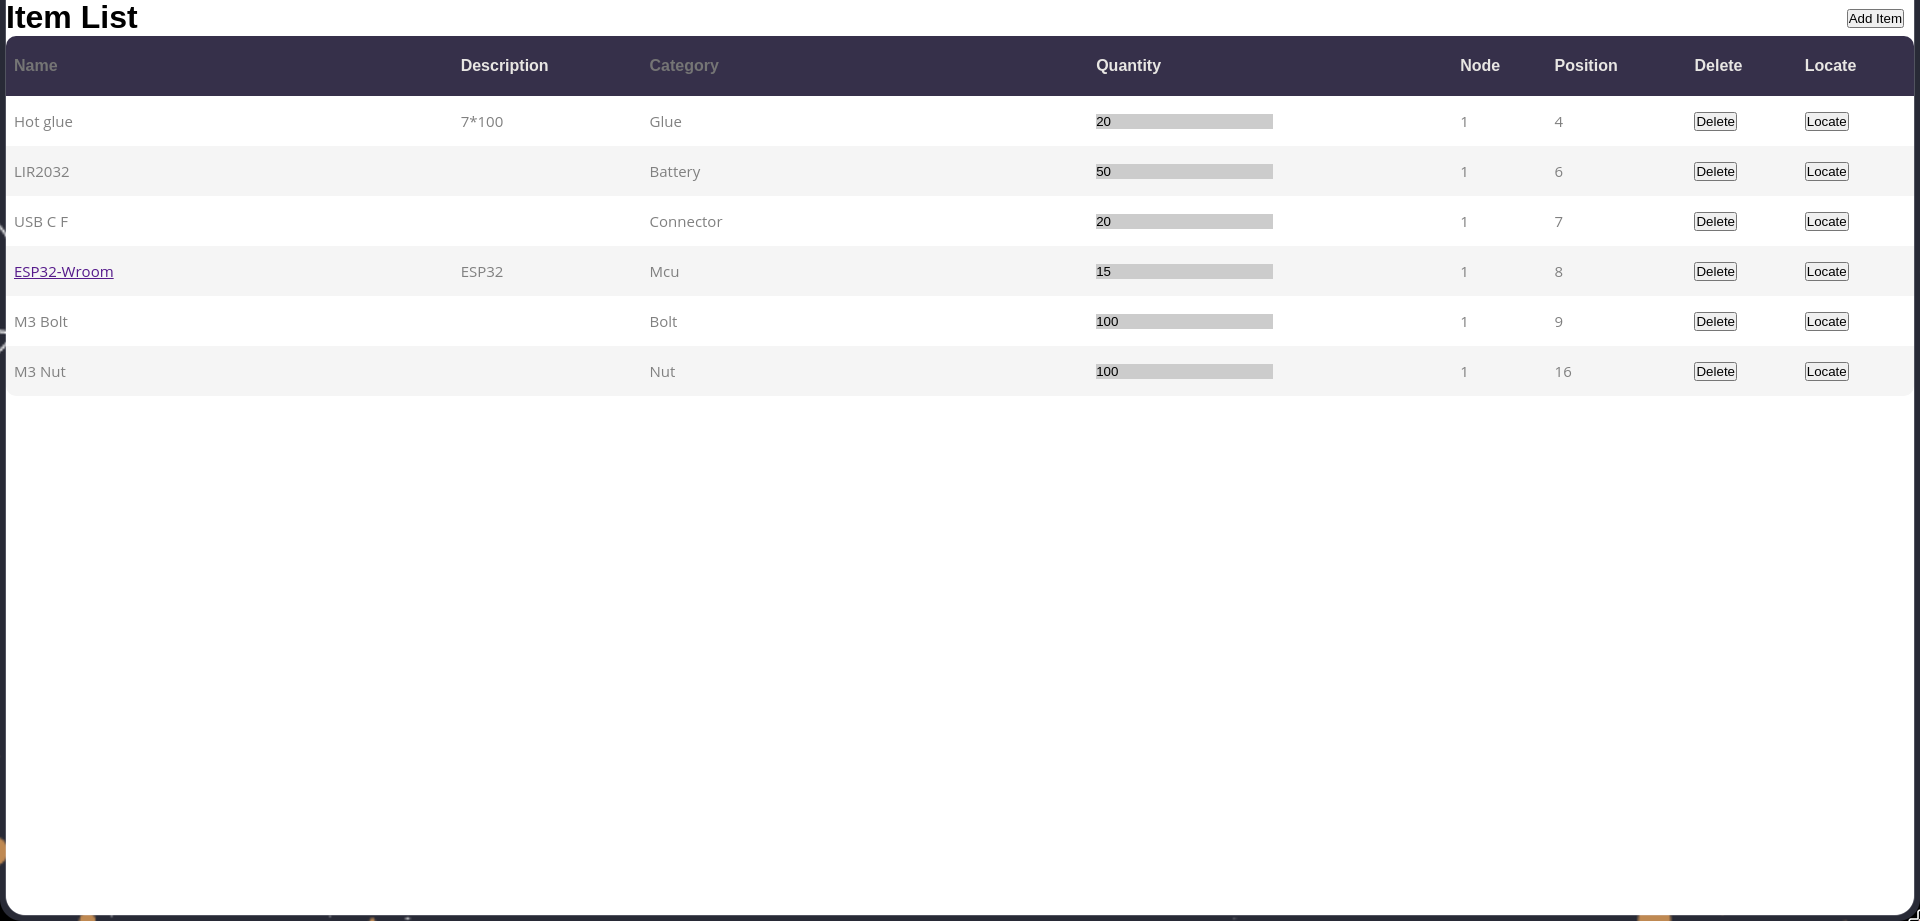 Item List Add Item
Name Description Category Quantity Node Position Delete Locate
Hot glue 7*100 Glue 20 1 4 Delete Locate
LIR2032 Battery 50 1 6 Delete Locate
USB C F Connector 20 1 7 Delete Locate
ESP32-Wroom ESP32 Mcu 15 1 8 Delete Locate
M3 Bolt Bolt 100 1 9 Delete Locate
M3 Nut Nut 100 1 16 Delete Locate